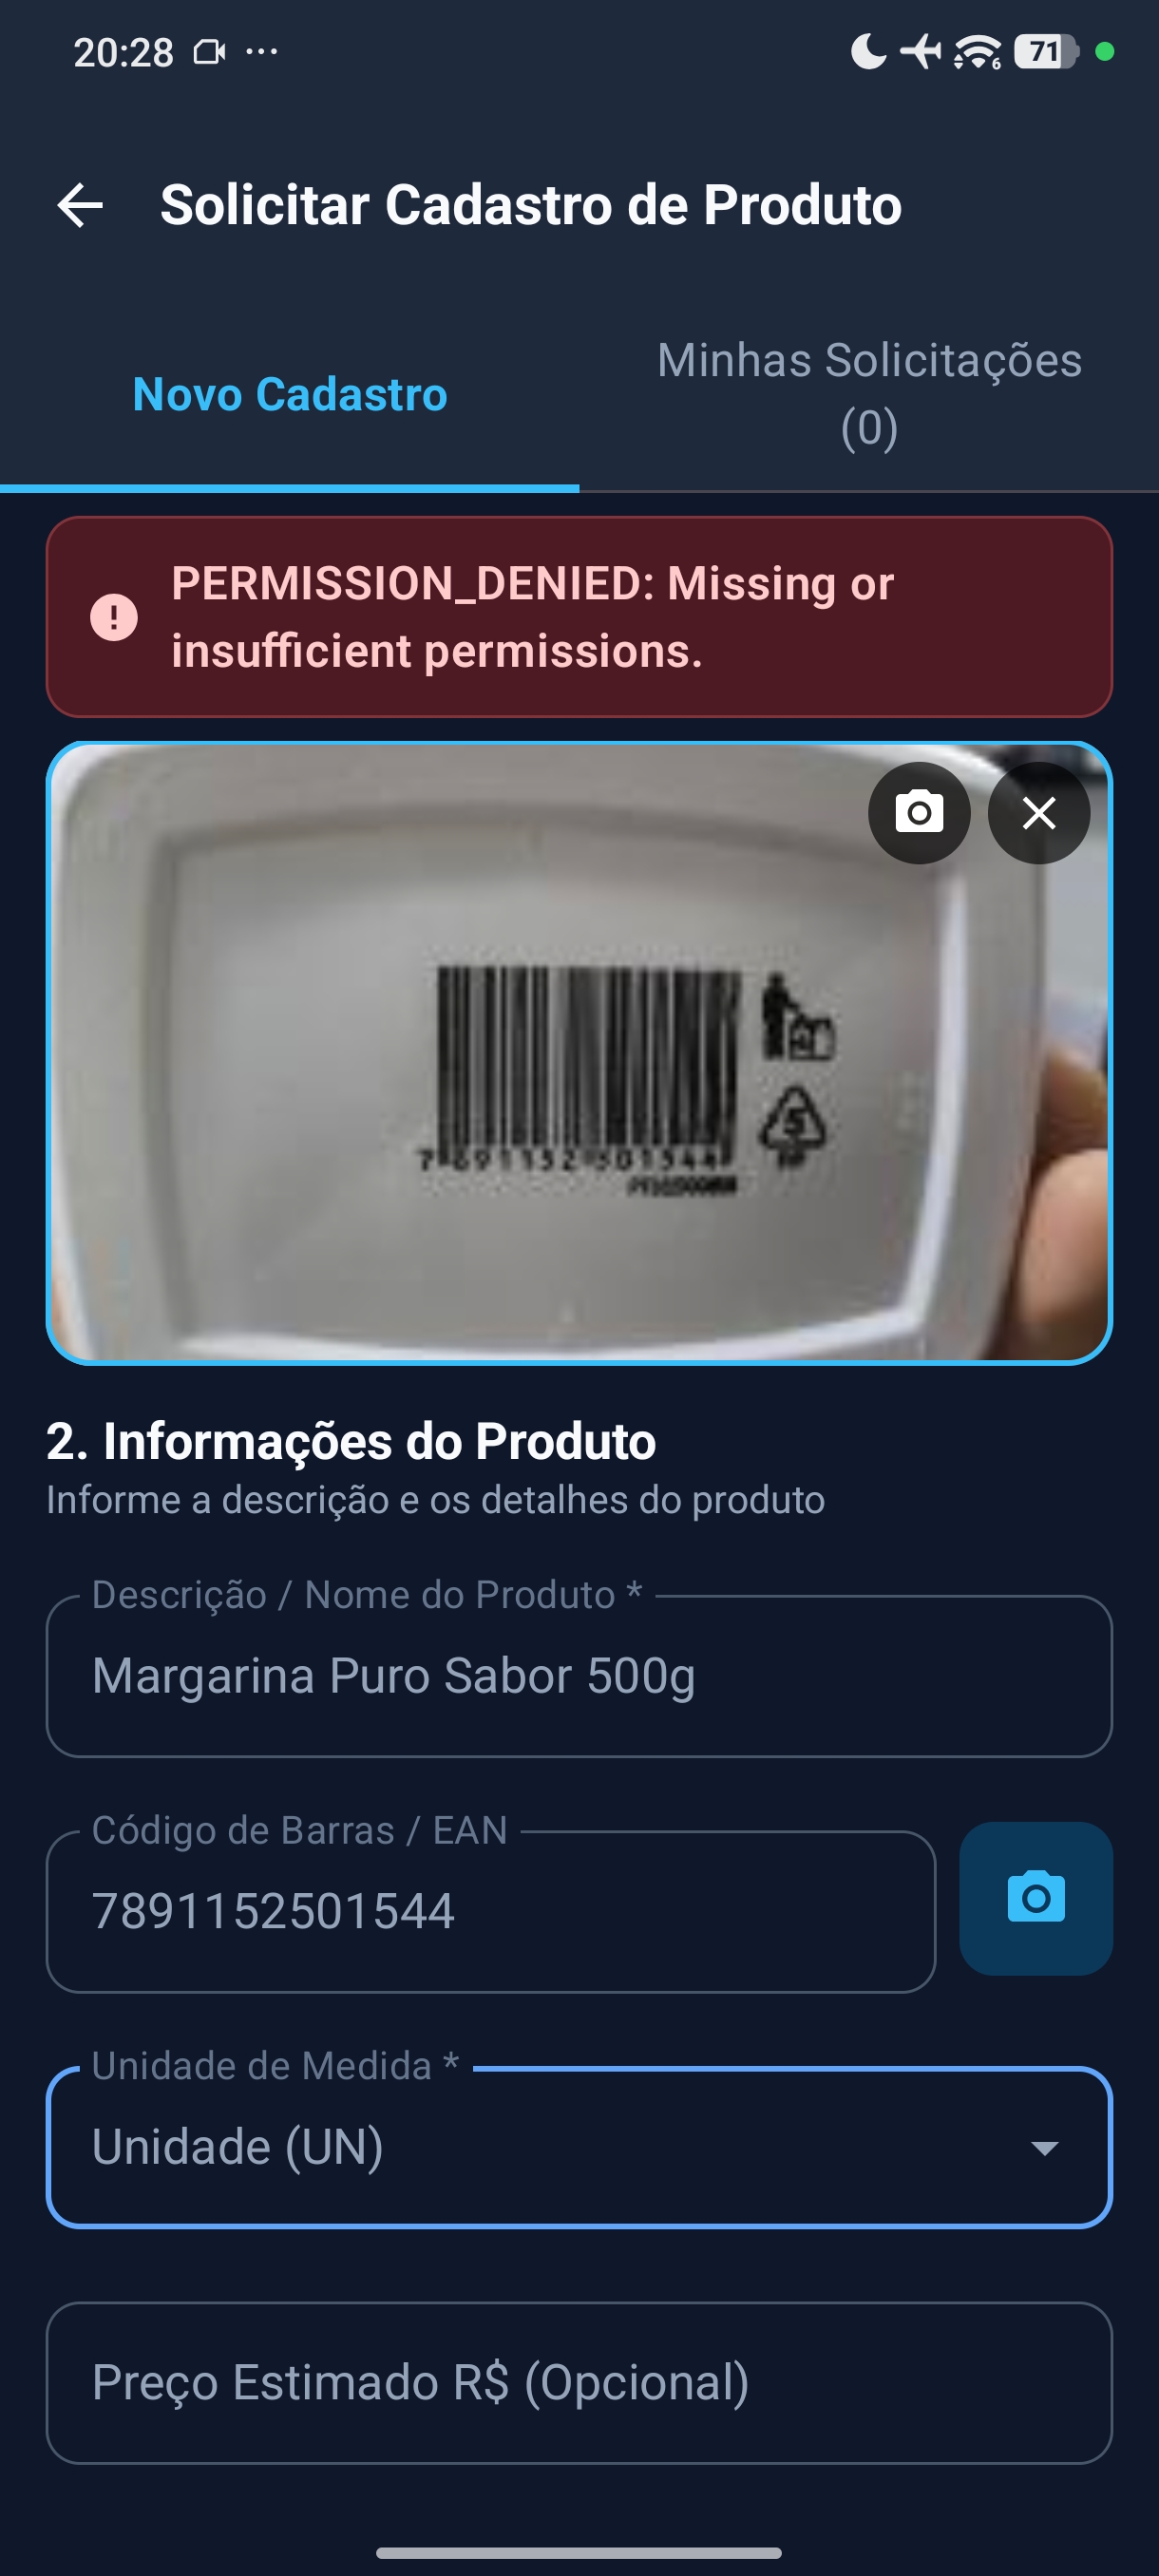 20:28
6
71
Solicitar Cadastro de Produto
Novo Cadastro
Minhas Solicitações
(0)
PERMISSION_DENIED: Missing or
insufficient permissions.
5
2. Informações do Produto
Informe a descrição e os detalhes do produto
Descrição / Nome do Produto *
Margarina Puro Sabor 500g
Código de Barras / EAN
7891152501544
Unidade de Medida *
Unidade (UN)
Preço Estimado R$ (Opcional)